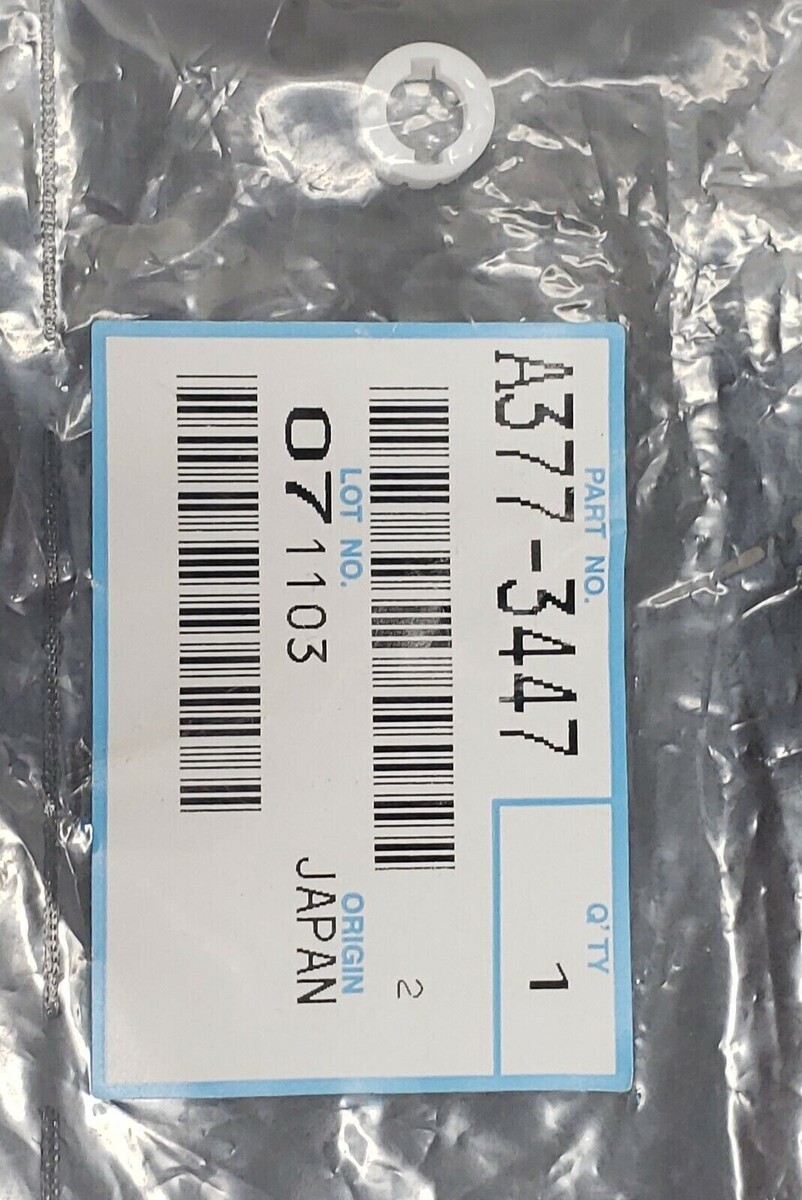 PART NO.
A377-3447
Q'TY
1
2
LOT NO.
071103
ORIGIN
JAPAN